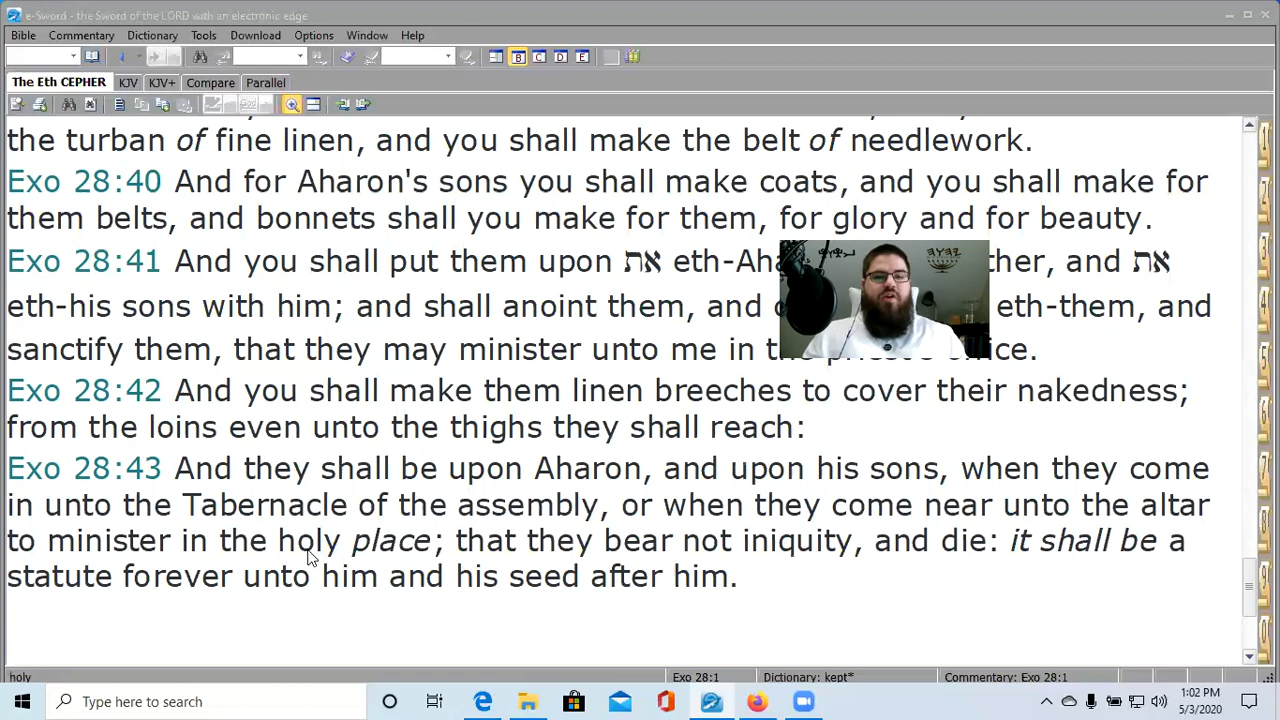 e-Sword - the Sword of the LORD with an electronic edge
Bible Commentary Dictionary Tools Download Options Window Help
The Eth CEPHER KJV KJV+ Compare Parallel
the turban of fine linen, and you shall make the belt of needlework.
Exo 28:40 And for Aharon's sons you shall make coats, and you shall make for
them belts, and bonnets shall you make for them, for glory and for beauty.
Exo 28:41 And you shall put them upon את eth-Aha ther, and את
eth-his sons with him; and shall anoint them, and eth-them, and
sanctify them, that they may minister unto me in
Exo 28:42 And you shall make them linen breeches to cover their nakedness;
from the loins even unto the thighs they shall reach:
Exo 28:43 And they shall be upon Aharon, and upon his sons, when they come
in unto the Tabernacle of the assembly, or when they come near unto the altar
to minister in the holy place; that they bear not iniquity, and die: it shall be a
statute forever unto him and his seed after him.
holy Exo 28:1 Dictionary: kept* Commentary: Exo 28:1
Type here to search 1:02 PM
5/3/2020